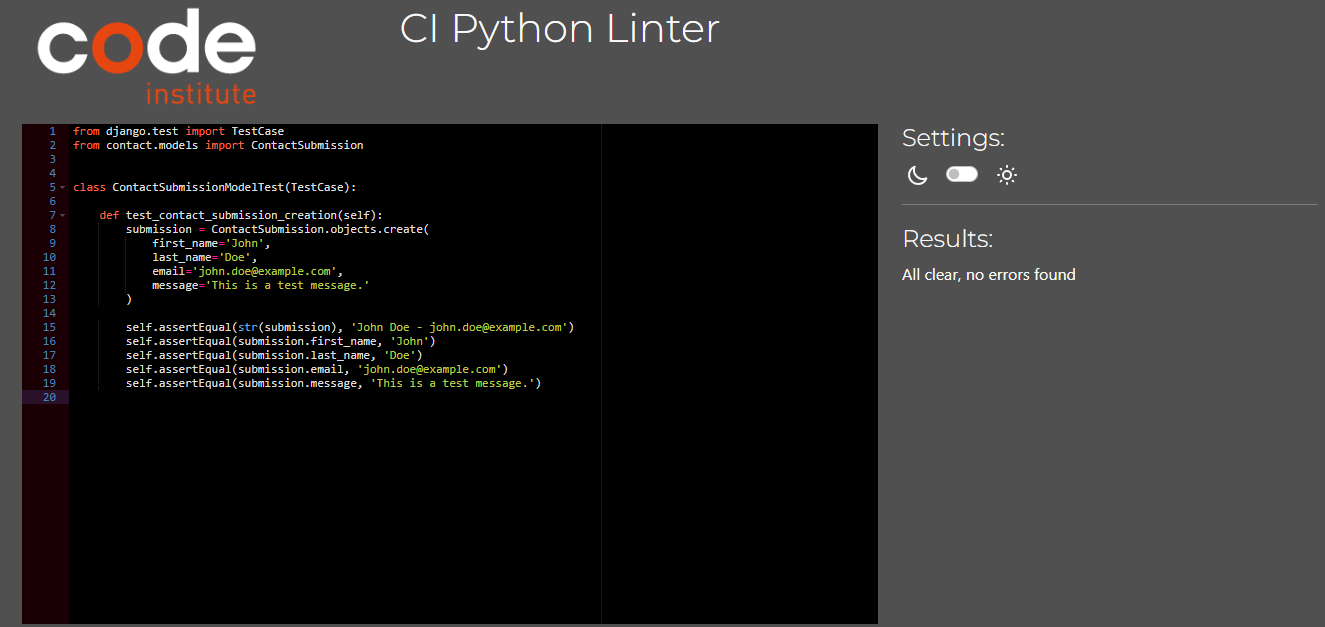 code
institute
CI Python Linter
1 from django.test import TestCase
2 from contact.models import ContactSubmission
3
4
5 class ContactSubmissionModelTest(TestCase):
6
7     def test_contact_submission_creation(self):
8         submission = ContactSubmission.objects.create(
9             first_name='John',
10             last_name='Doe',
11             email='john.doe@example.com',
12             message='This is a test message.'
13         )
14
15         self.assertEqual(str(submission), 'John Doe - john.doe@example.com')
16         self.assertEqual(submission.first_name, 'John')
17         self.assertEqual(submission.last_name, 'Doe')
18         self.assertEqual(submission.email, 'john.doe@example.com')
19         self.assertEqual(submission.message, 'This is a test message.')
20
Settings:
Results:
All clear, no errors found